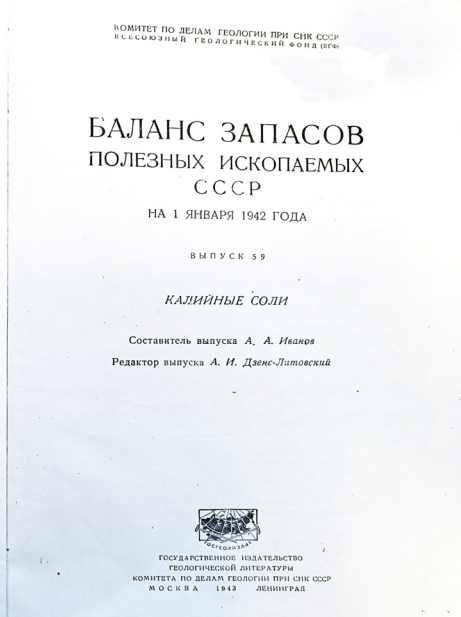 КОМИТЕТ ПО ДЕЛАМ ГЕОЛОГИИ ПРИ СНК СССР
ВСЕСОЮЗНЫЙ ГЕОЛОГИЧЕСКИЙ ФОНД (ВГФ)
БАЛАНС ЗАПАСОВ
ПОЛЕЗНЫХ ИСКОПАЕМЫХ
СССР
НА 1 ЯНВАРЯ 1942 ГОДА
ВЫПУСК 59
КАЛИЙНЫЕ СОЛИ
Составитель выпуска А. А. Иванов
Редактор выпуска А. И. Дзенс-Литовский
ГОСГЕОЛИЗДАТ
ГОСУДАРСТВЕННОЕ ИЗДАТЕЛЬСТВО
ГЕОЛОГИЧЕСКОЙ ЛИТЕРАТУРЫ
КОМИТЕТА ПО ДЕЛАМ ГЕОЛОГИИ ПРИ СНК СССР
МОСКВА 1943 ЛЕНИНГРАД